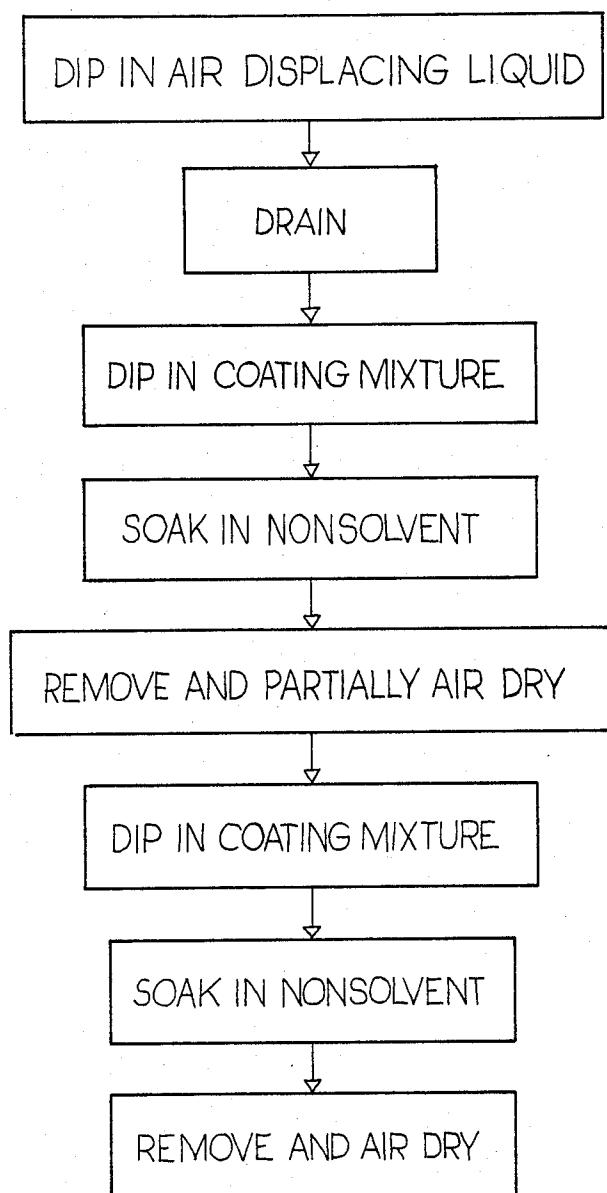 DIP IN AIR DISPLACING LIQUID
DRAIN
DIP IN COATING MIXTURE
SOAK IN NONSOLVENT
REMOVE AND PARTIALLY AIR DRY
DIP IN COATING MIXTURE
SOAK IN NONSOLVENT
REMOVE AND AIR DRY